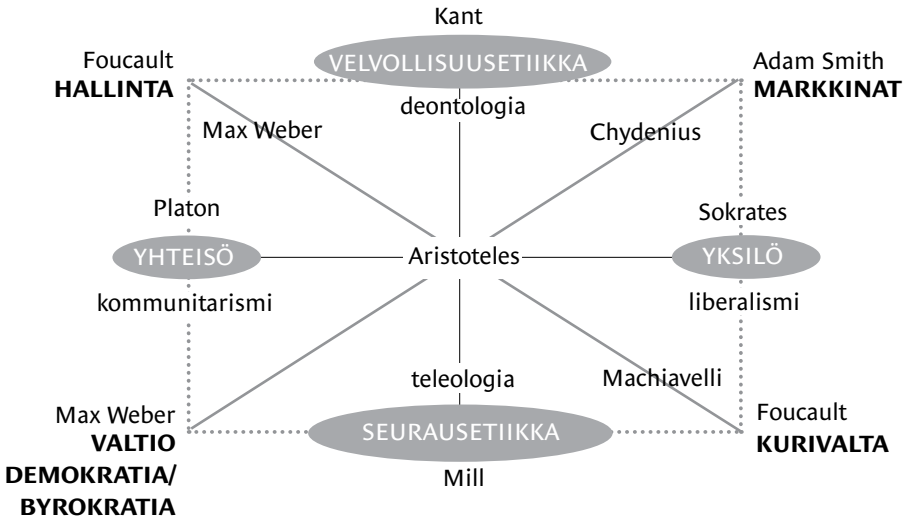 Kant
Foucault
HALLINTA
VELVOLLISUUSETIIKKA
Adam Smith
MARKKINAT
deontologia
Max Weber
Chydenius
Platon
Sokrates
YHTEISÖ
Aristoteles
YKSILÖ
kommunitarismi
liberalismi
teleologia
Machiavelli
Max Weber
VALTIO
DEMOKRATIA/
BYROKRATIA
SEURAUSETIIKKA
Foucault
KURIVALTA
Mill